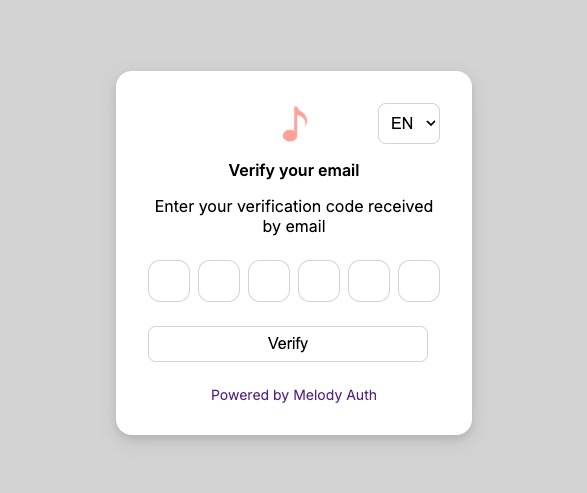 EN
Verify your email
Enter your verification code received
by email
Verify
Powered by Melody Auth